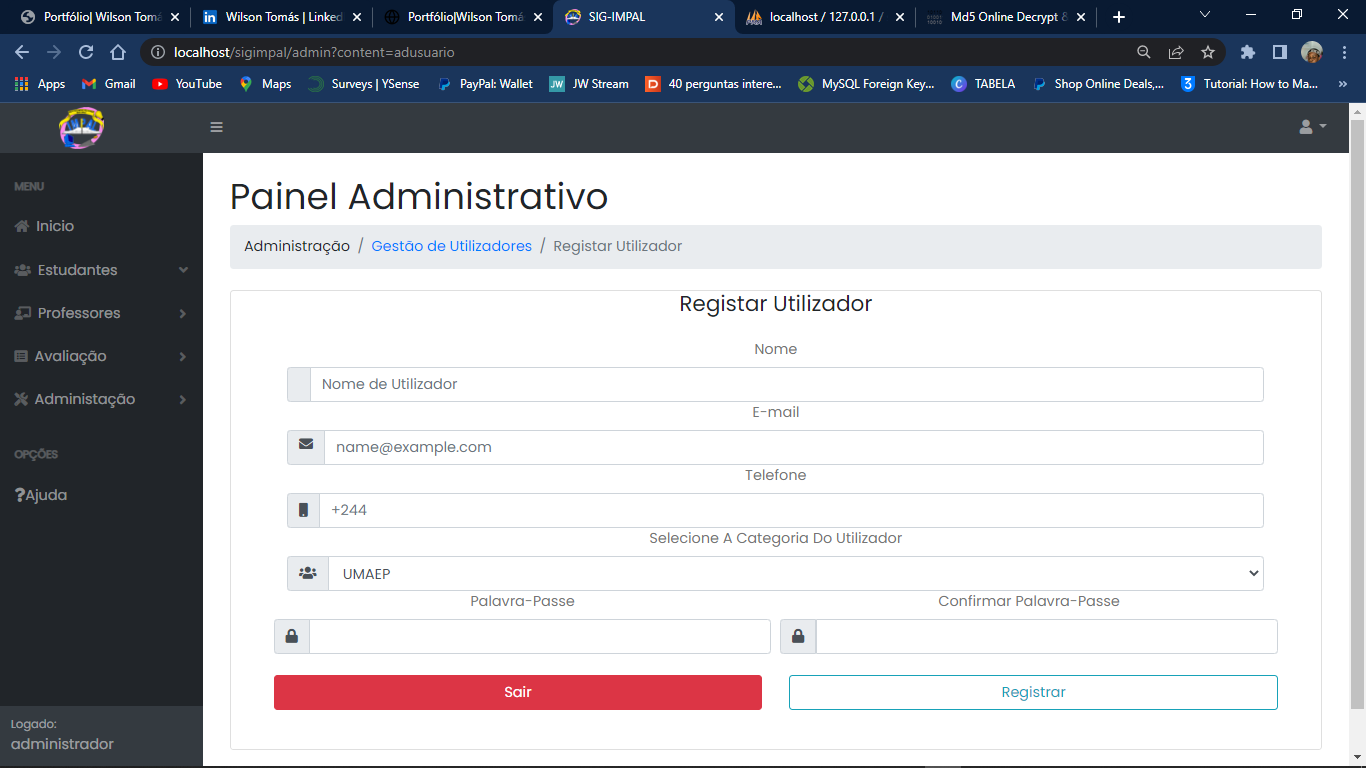 Portfólio| Wilson Tomá
Wilson Tomás | Linked
Portfólio|Wilson Tomá
SIG-IMPAL
localhost / 127.0.0.1 /
Md5 Online Decrypt &
localhost/sigimpal/admin?content=adusuario
Apps
Gmail
YouTube
Maps
Surveys | YSense
PayPal: Wallet
JW Stream
40 perguntas intere...
MySQL Foreign Key...
TABELA
Shop Online Deals,...
Tutorial: How to Ma...
MENU
Inicio
Estudantes
Professores
Avaliação
Administação
OPÇÕES
?Ajuda
Logado:
administrador
Painel Administrativo
Administração / Gestão de Utilizadores / Registar Utilizador
Registar Utilizador
Nome
Nome de Utilizador
E-mail
name@example.com
Telefone
+244
Selecione A Categoria Do Utilizador
UMAEP
Palavra-Passe
Confirmar Palavra-Passe
Sair
Registrar